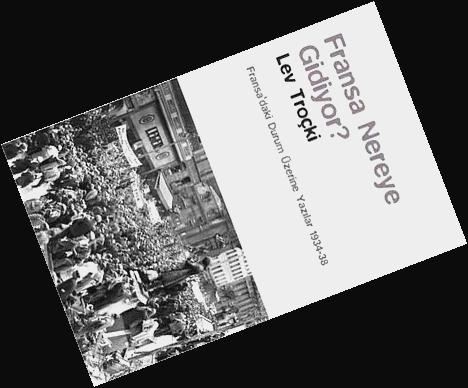 Fransa Nereye
Gidiyor?
Lev Troçki
Fransa'daki Durum Üzerine Yazılar 1934-38